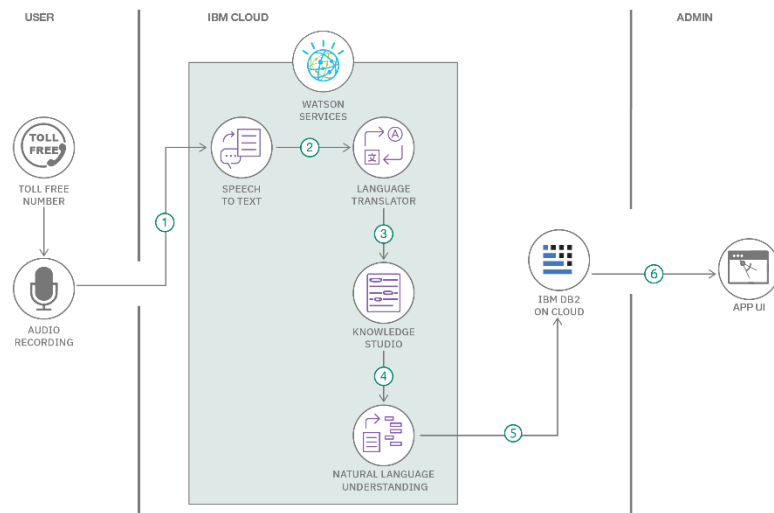 USER
IBM CLOUD
ADMIN
WATSON
SERVICES
TOLL
FREE
TOLL FREE
NUMBER
1
SPEECH
TO TEXT
2
A
文
LANGUAGE
TRANSLATOR
3
AUDIO
RECORDING
KNOWLEDGE
STUDIO
4
NATURAL LANGUAGE
UNDERSTANDING
5
IBM DB2
ON CLOUD
6
APP UI